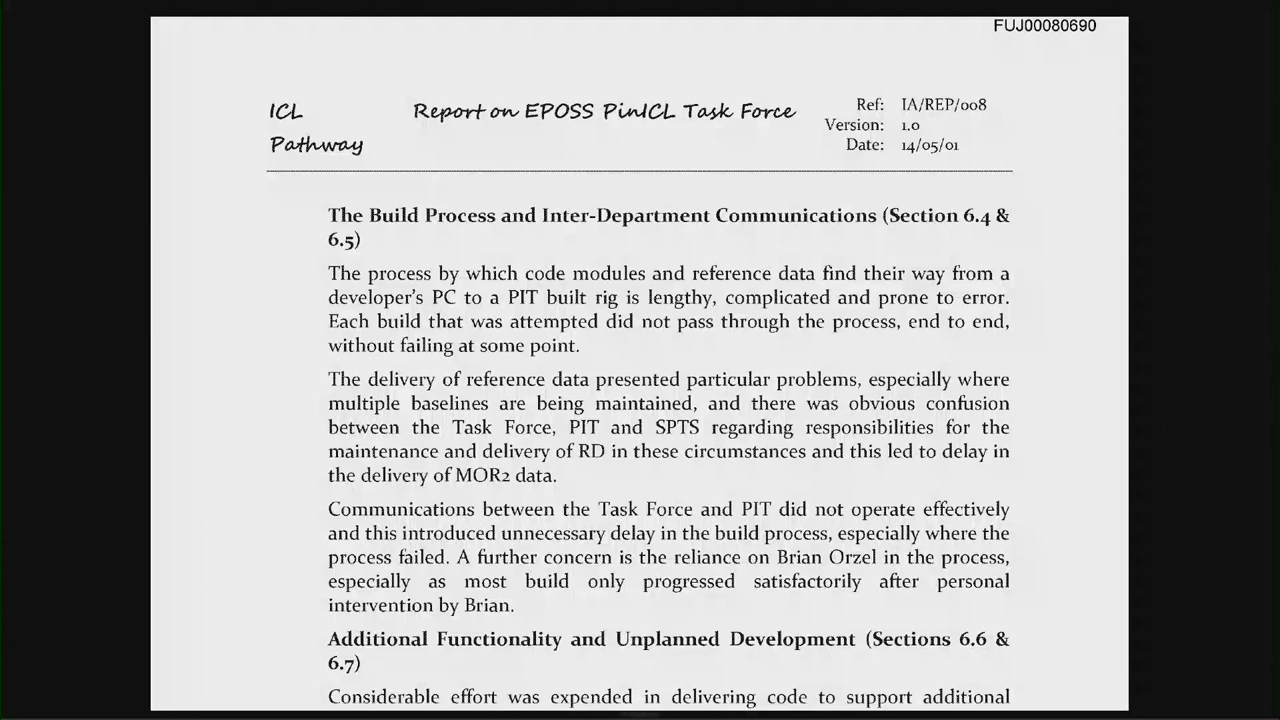 FUJ00080690
ICL Report on EPOSS PinICL Task Force Ref: IA/REP/008
Version: 1.0
Pathway Date: 14/05/01
The Build Process and Inter-Department Communications (Section 6.4 &
6.5)
The process by which code modules and reference data find their way from a
developer's PC to a PIT built rig is lengthy, complicated and prone to error.
Each build that was attempted did not pass through the process, end to end,
without failing at some point.
The delivery of reference data presented particular problems, especially where
multiple baselines are being maintained, and there was obvious confusion
between the Task Force, PIT and SPTS regarding responsibilities for the
maintenance and delivery of RD in these circumstances and this led to delay in
the delivery of MOR2 data.
Communications between the Task Force and PIT did not operate effectively
and this introduced unnecessary delay in the build process, especially where the
process failed. A further concern is the reliance on Brian Orzel in the process,
especially as most build only progressed satisfactorily after personal
intervention by Brian.
Additional Functionality and Unplanned Development (Sections 6.6 &
6.7)
Considerable effort was expended in delivering code to support additional